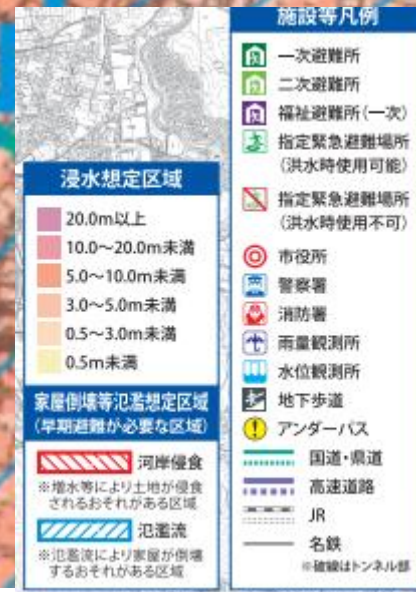 浸水想定区域
20.0m以上
10.0～20.0m未満
5.0～10.0m未満
3.0～5.0m未満
0.5～3.0m未満
0.5m未満
家屋倒壊等氾濫想定区域
(早期避難が必要な区域)
河岸侵食
※増水等により土地が侵食
されるおそれがある区域
氾濫流
※氾濫流により家屋が倒壊
するおそれがある区域
施設等凡例
一次避難所
二次避難所
福祉避難所(一次)
指定緊急避難場所
(洪水時使用可能)
指定緊急避難場所
(洪水時使用不可)
市役所
警察署
消防署
雨量観測所
水位観測所
地下歩道
アンダーパス
国道・県道
高速道路
JR
名鉄
※破線はトンネル部